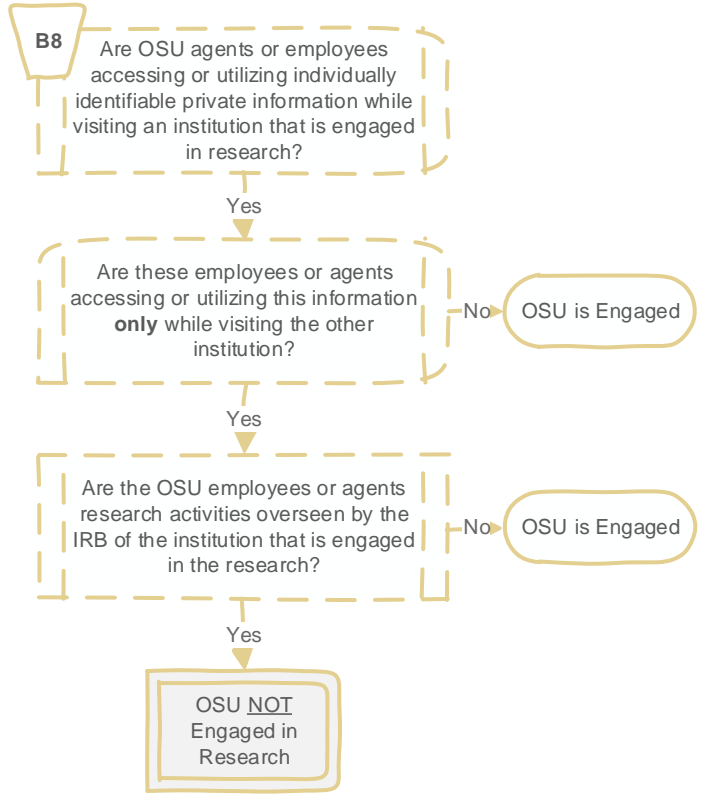 B8
Are OSU agents or employees
accessing or utilizing individually
identifiable private information while
visiting an institution that is engaged
in research?
Yes
Are these employees or agents
accessing or utilizing this information
only while visiting the other
institution?
No
OSU is Engaged
Yes
Are the OSU employees or agents
research activities overseen by the
IRB of the institution that is engaged
in the research?
No
OSU is Engaged
Yes
OSU NOT
Engaged in
Research